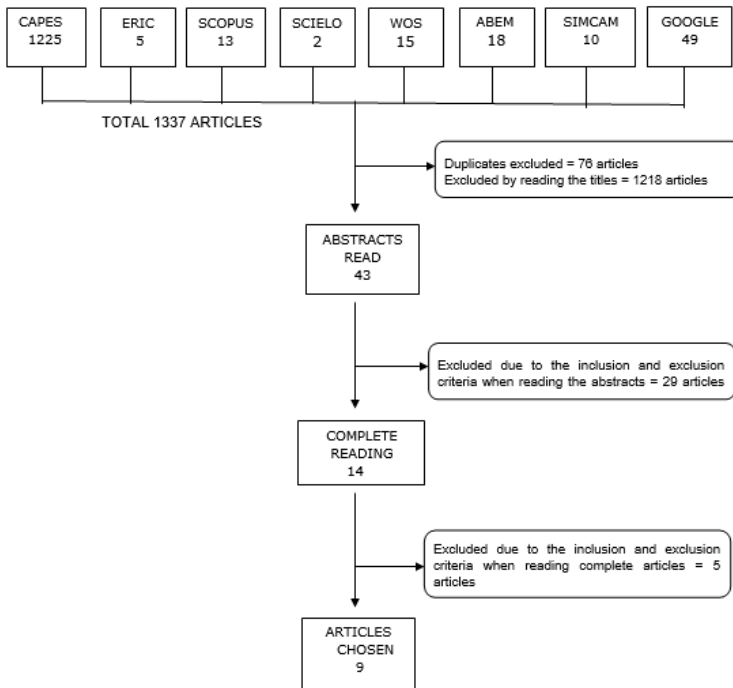 CAPES
1225
ERIC
5
SCOPUS
13
SCIELO
2
WOS
15
ABEM
18
SIMCAM
10
GOOGLE
49
TOTAL 1337 ARTICLES
Duplicates excluded = 76 articles
Excluded by reading the titles = 1218 articles
ABSTRACTS
READ
43
Excluded due to the inclusion and exclusion
criteria when reading the abstracts = 29 articles
COMPLETE
READING
14
Excluded due to the inclusion and exclusion
criteria when reading complete articles = 5
articles
ARTICLES
CHOSEN
9